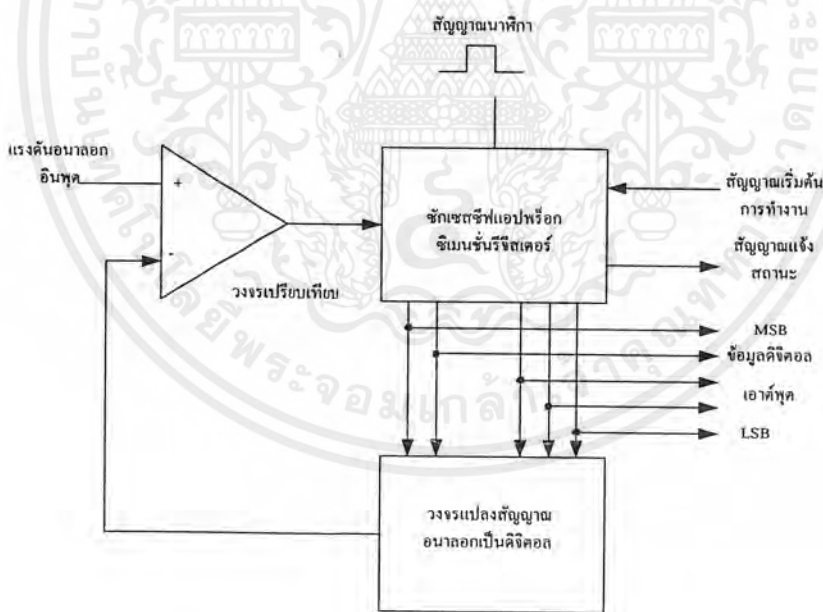 สัญญาณนาฬิกา
แรงดันอนาลอก
อินพุต
+
-
วงจรเปรียบเทียบ
ซักเซสซีฟแอปพร็อก
ซิเมนชั่นรีจิสเตอร์
สัญญาณเริ่มต้น
การทำงาน
สัญญาณแจ้ง
สถานะ
MSB
ข้อมูลดิจิตอล
เอาต์พุต
LSB
วงจรแปลงสัญญาณ
อนาลอกเป็นดิจิตอล